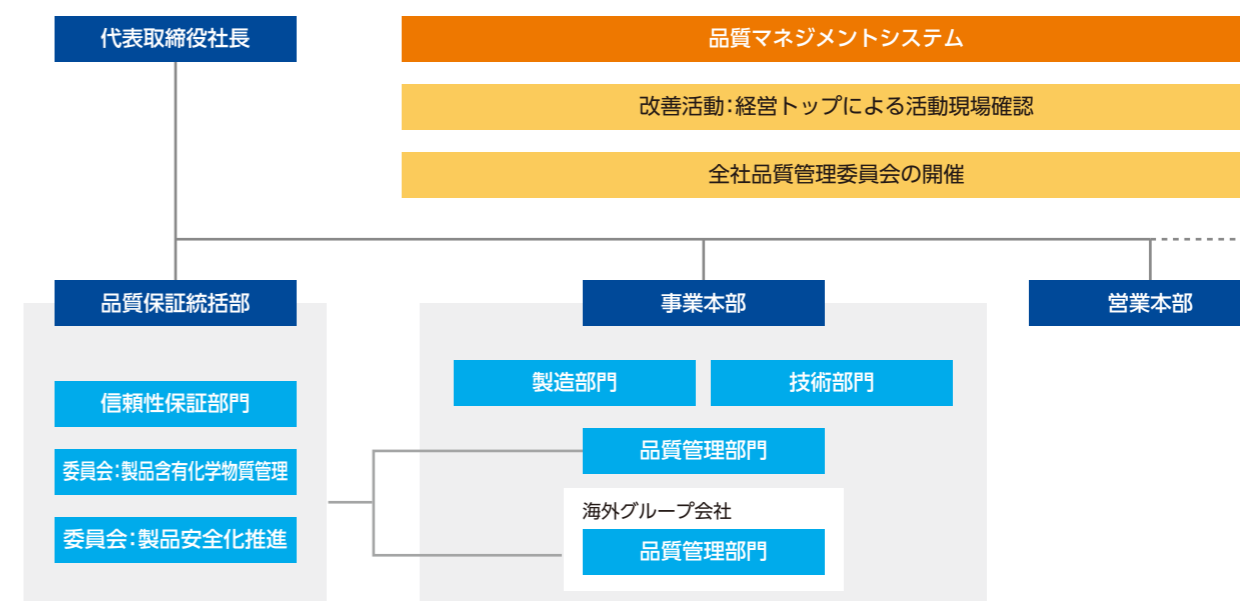 代表取締役社長
品質マネジメントシステム
改善活動：経営トップによる活動現場確認
全社品質管理委員会の開催
品質保証統括部
事業本部
営業本部
信頼性保証部門
委員会：製品含有化学物質管理
委員会：製品安全化推進
製造部門
技術部門
品質管理部門
海外グループ会社
品質管理部門